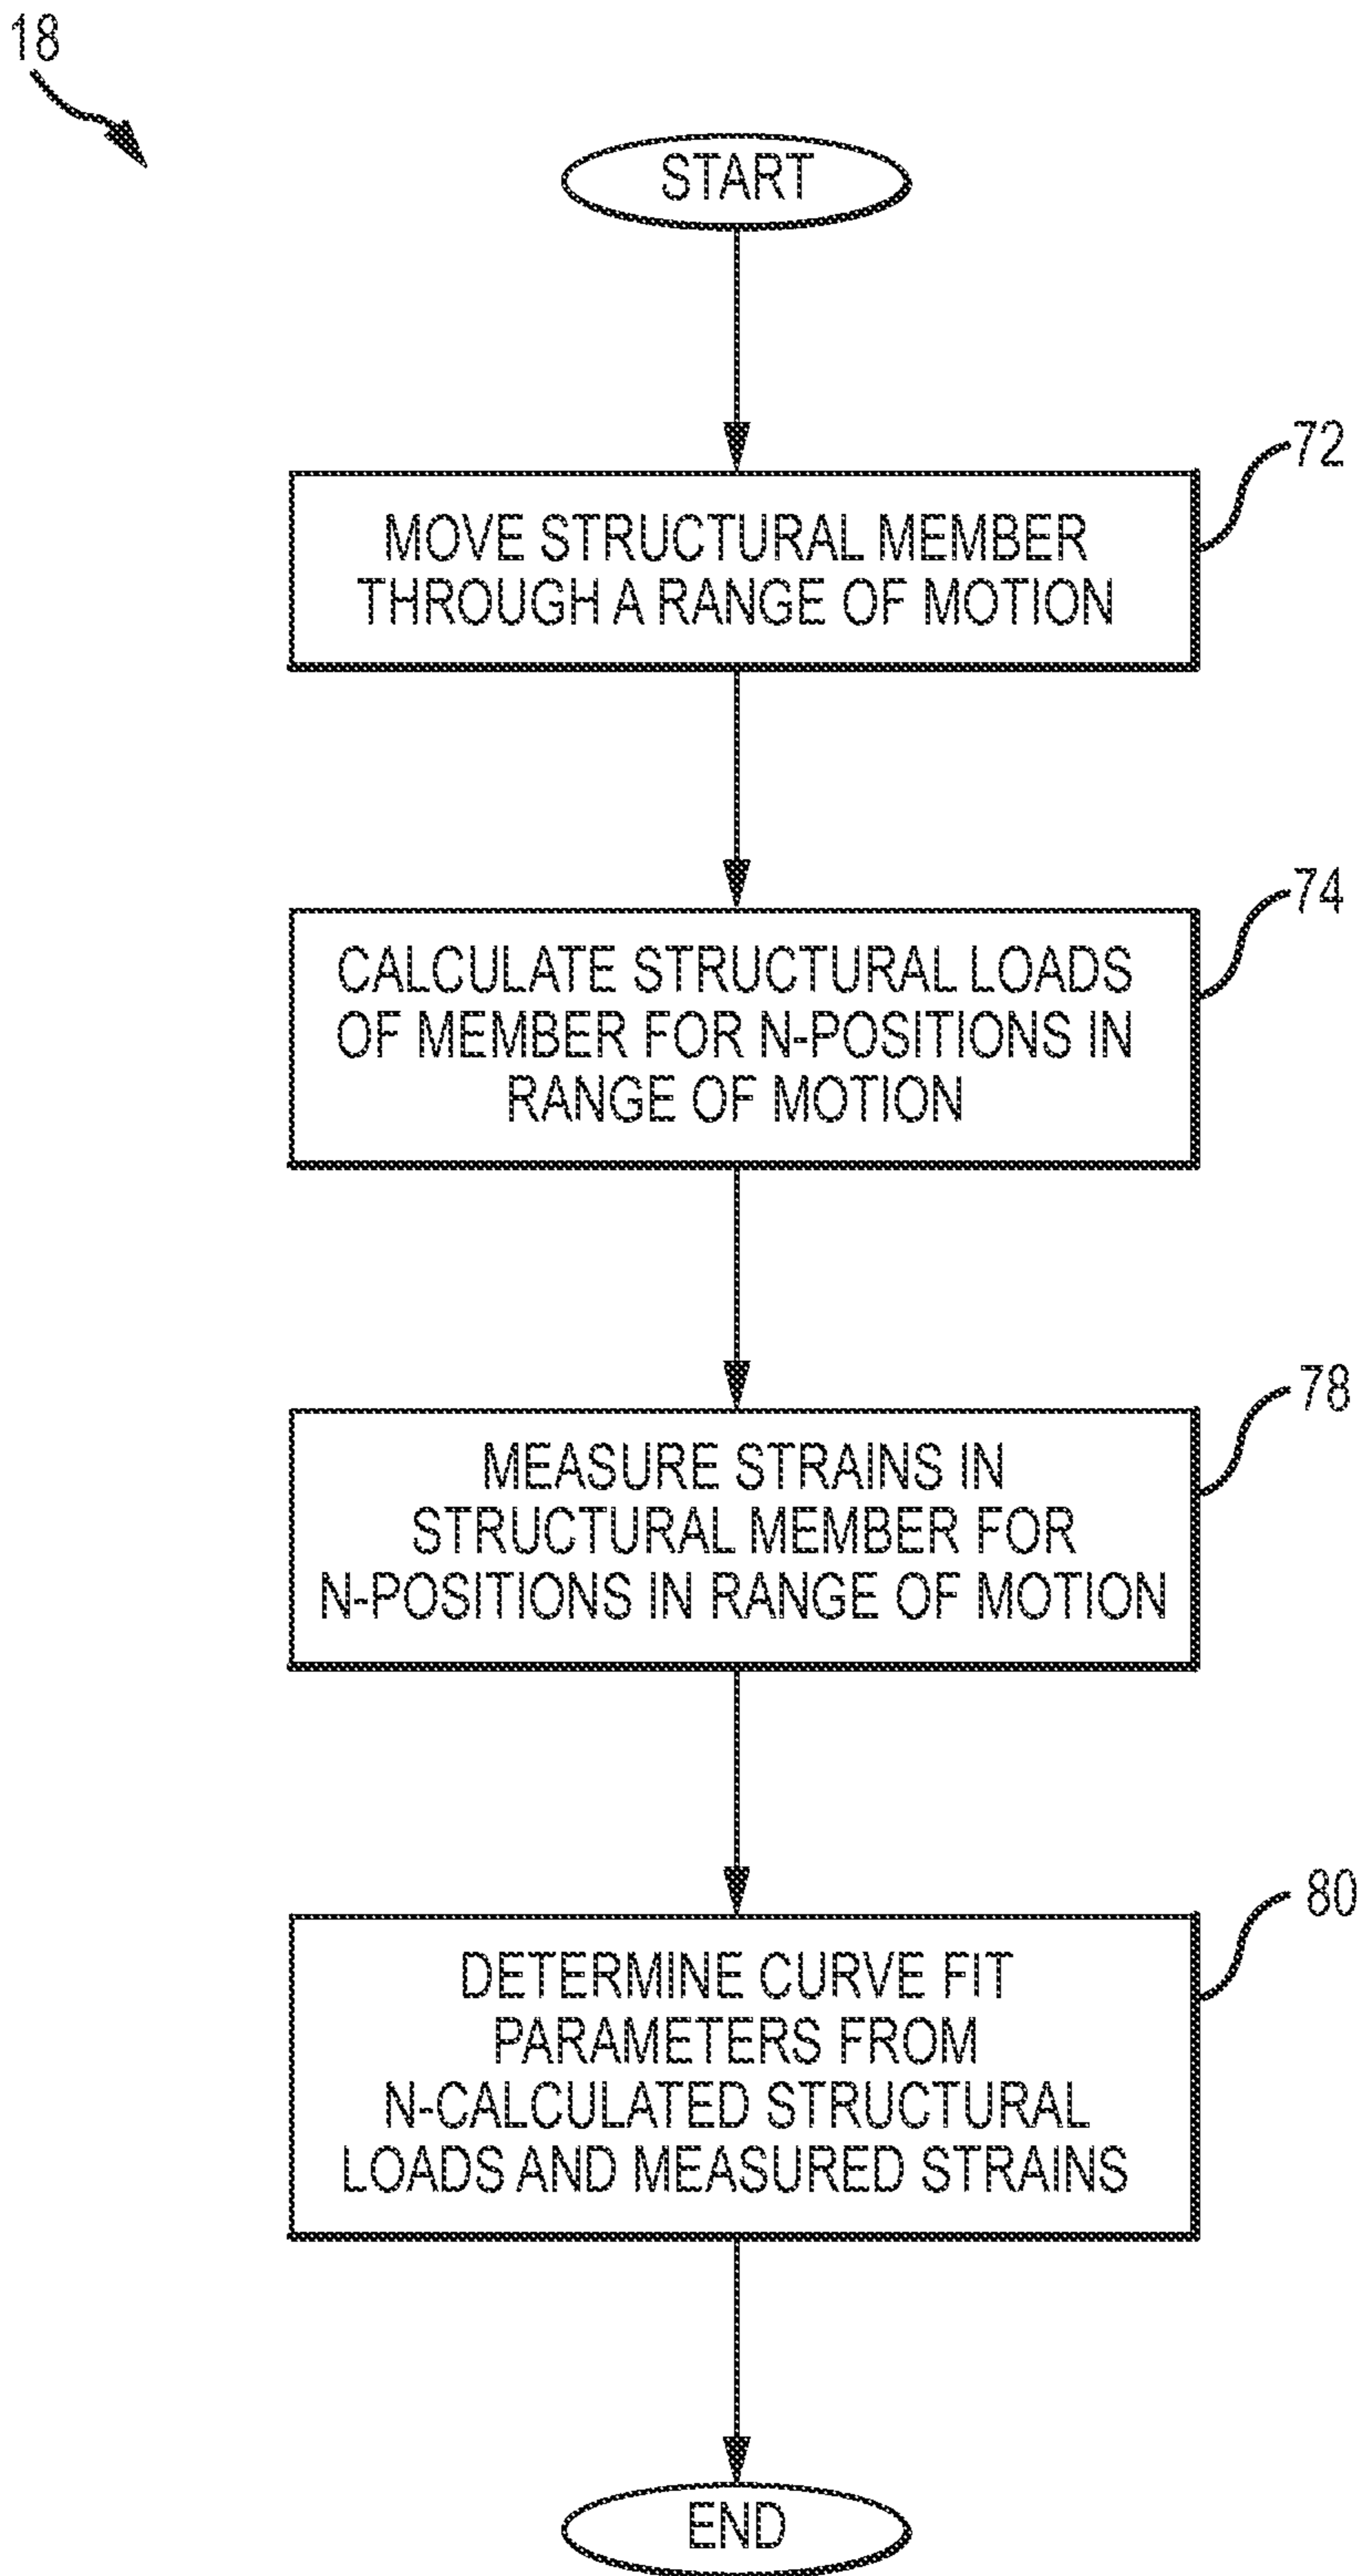 18
START
72
MOVE STRUCTURAL MEMBER
THROUGH A RANGE OF MOTION
74
CALCULATE STRUCTURAL LOADS
OF MEMBER FOR N-POSITIONS IN
RANGE OF MOTION
78
MEASURE STRAINS IN
STRUCTURAL MEMBER FOR
N-POSITIONS IN RANGE OF MOTION
80
DETERMINE CURVE FIT
PARAMETERS FROM
N-CALCULATED STRUCTURAL
LOADS AND MEASURED STRAINS
END